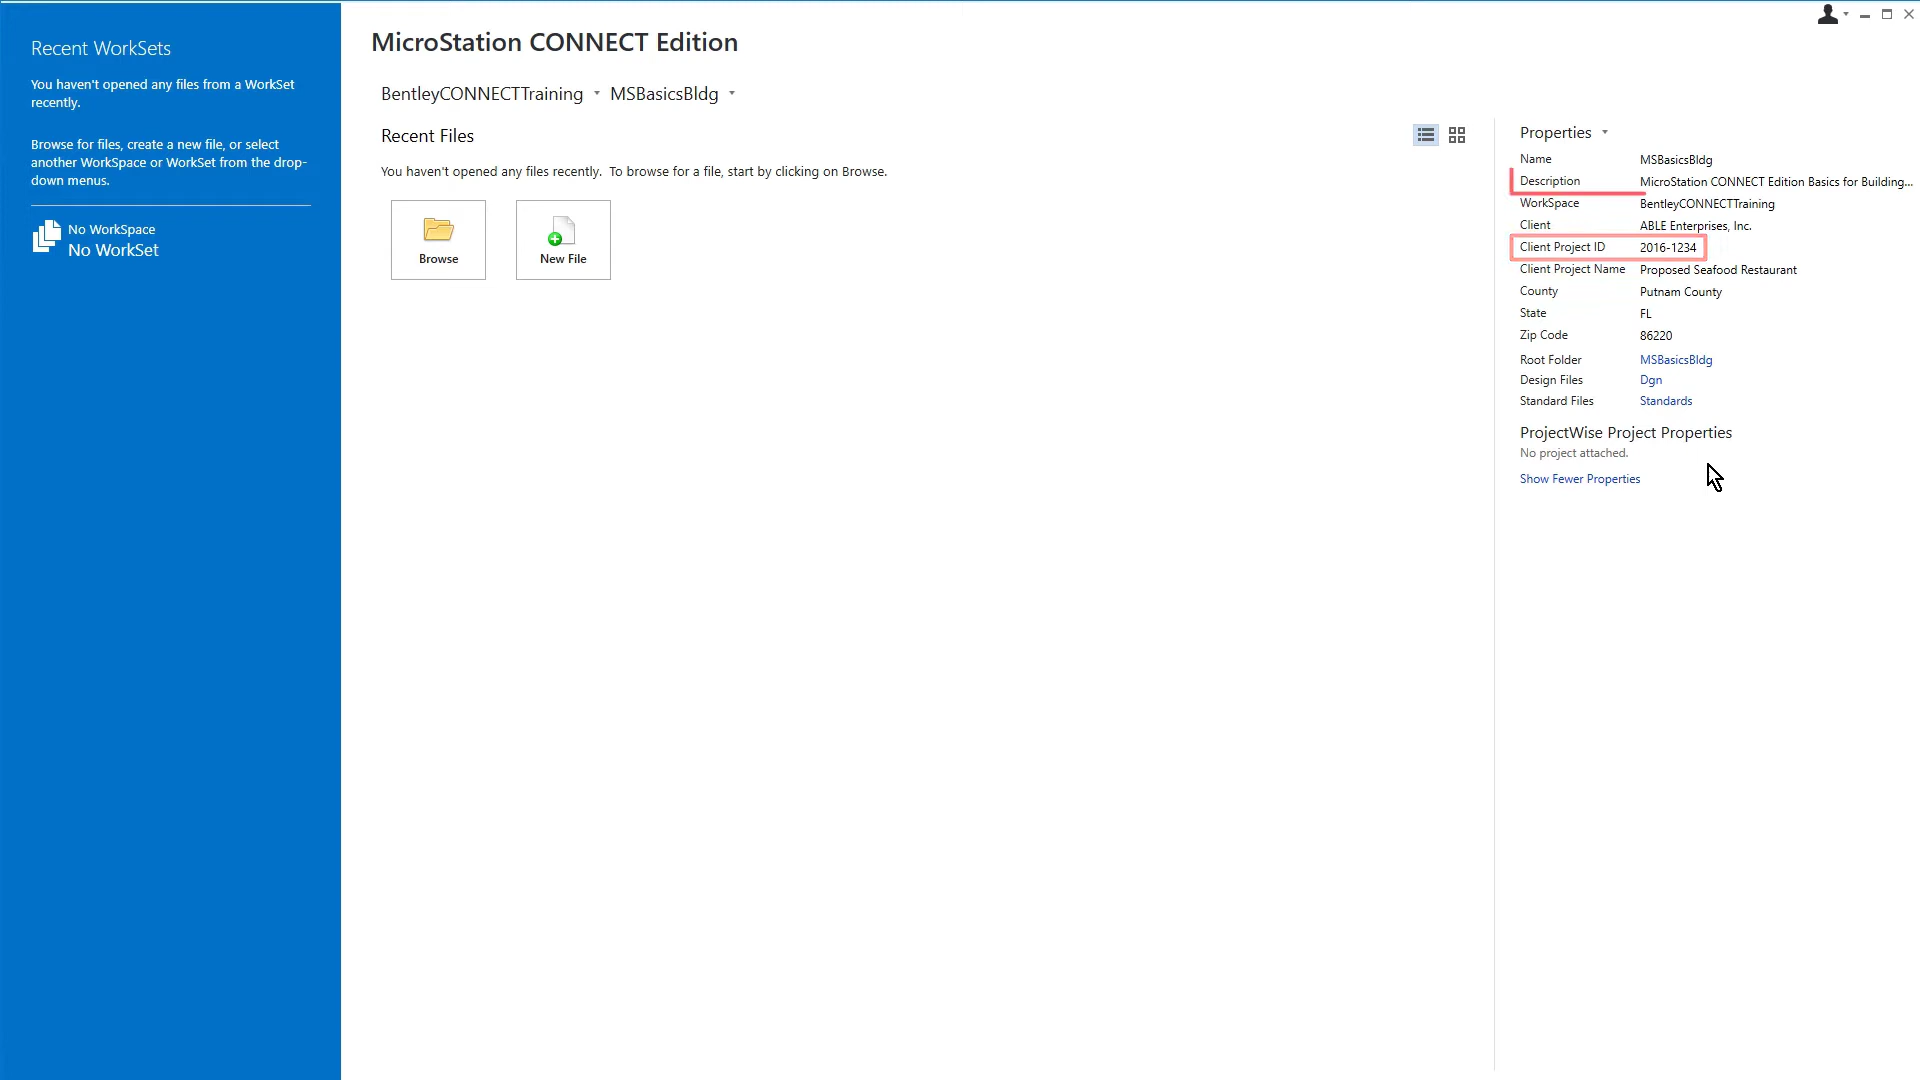 Recent WorkSets
You haven't opened any files from a WorkSet
recently.
Browse for files, create a new file, or select
another WorkSpace or WorkSet from the drop-
down menus.
No WorkSpace
No WorkSet
MicroStation CONNECT Edition
BentleyCONNECTTraining MSBasicsBldg
Recent Files
You haven't opened any files recently. To browse for a file, start by clicking on Browse.
Browse
New File
Properties
Name MSBasicsBldg
Description MicroStation CONNECT Edition Basics for Building...
WorkSpace BentleyCONNECTTraining
Client ABLE Enterprises, Inc.
Client Project ID 2016-1234
Client Project Name Proposed Seafood Restaurant
County Putnam County
State FL
Zip Code 86220
Root Folder MSBasicsBldg
Design Files Dgn
Standard Files Standards
ProjectWise Project Properties
No project attached.
Show Fewer Properties